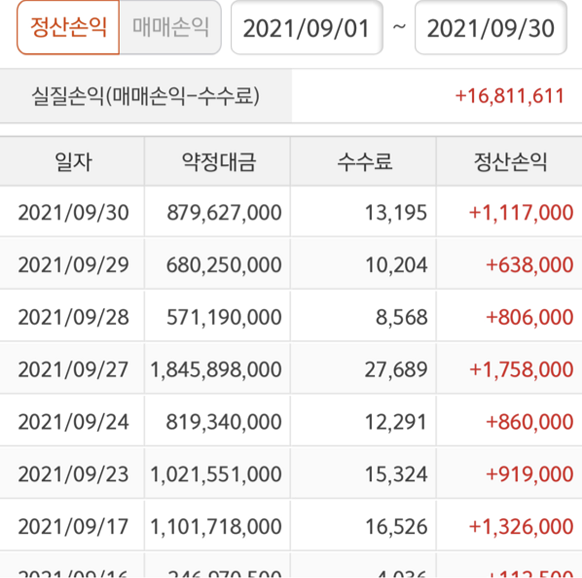 정산손익 매매손익 2021/09/01 ~ 2021/09/30
실질손익(매매손익-수수료) +16,811,611
일자 약정대금 수수료 정산손익
2021/09/30 879,627,000 13,195 +1,117,000
2021/09/29 680,250,000 10,204 +638,000
2021/09/28 571,190,000 8,568 +806,000
2021/09/27 1,845,898,000 27,689 +1,758,000
2021/09/24 819,340,000 12,291 +860,000
2021/09/23 1,021,551,000 15,324 +919,000
2021/09/17 1,101,718,000 16,526 +1,326,000